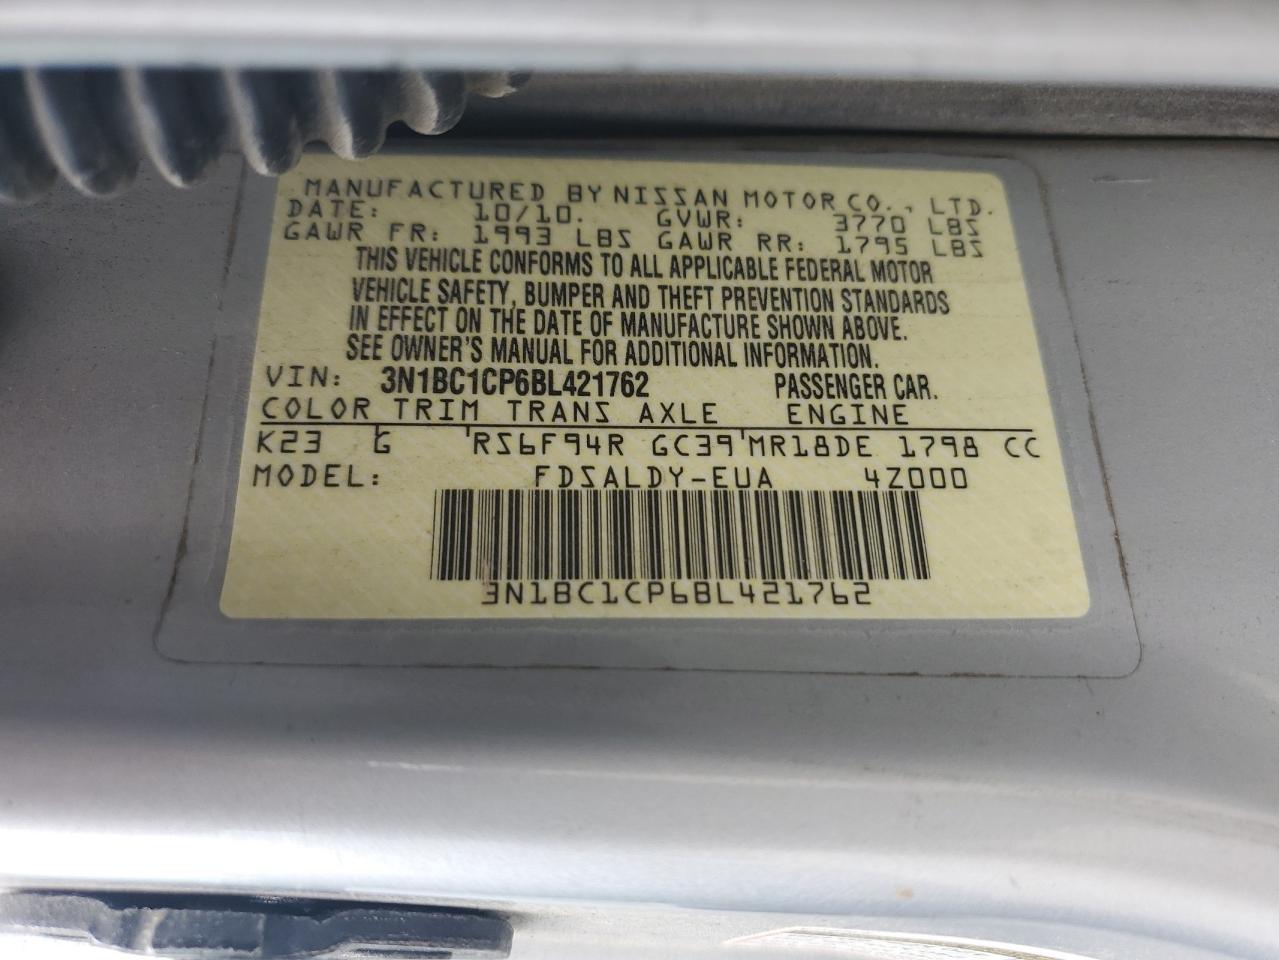 MANUFACTURED BY NISSAN MOTOR CO., LTD.
DATE: 10/10. GVWR: 3770 LBS
GAWR FR: 1993 LBS GAWR RR: 1795 LBS
THIS VEHICLE CONFORMS TO ALL APPLICABLE FEDERAL MOTOR
VEHICLE SAFETY, BUMPER AND THEFT PREVENTION STANDARDS
IN EFFECT ON THE DATE OF MANUFACTURE SHOWN ABOVE.
SEE OWNER'S MANUAL FOR ADDITIONAL INFORMATION.
VIN: 3N1BC1CP6BL421762 PASSENGER CAR.
COLOR TRIM TRANS AXLE ENGINE
K23 G RS6F94R GC39 MR18DE 1798 CC
MODEL: FDSALDY-EUA 4Z000
3N1BC1CP6BL421762